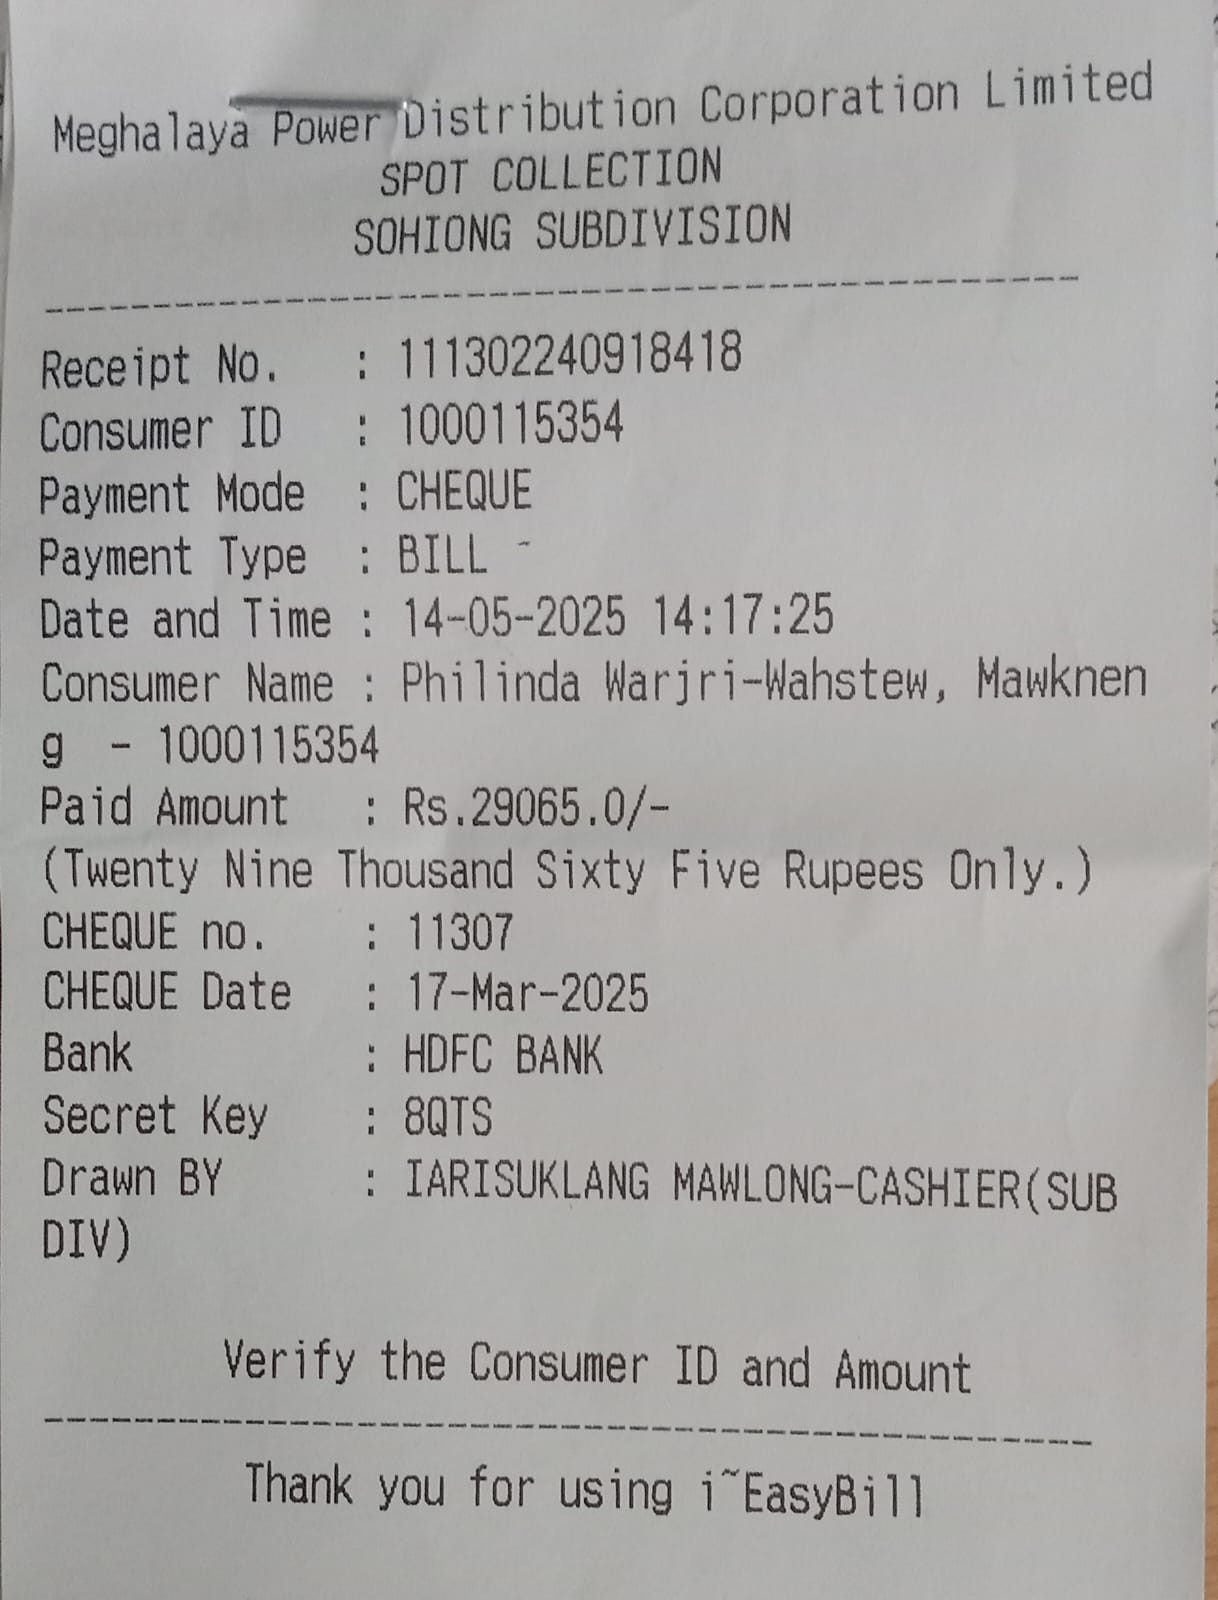 Meghalaya Power Distribution Corporation Limited
SPOT COLLECTION
SOHIONG SUBDIVISION
Receipt No. : 111302240918418
Consumer ID : 1000115354
Payment Mode : CHEQUE
Payment Type : BILL
Date and Time : 14-05-2025 14:17:25
Consumer Name : Philinda Warjri-Wahstew, Mawknen
g - 1000115354
Paid Amount : Rs.29065.0/-
(Twenty Nine Thousand Sixty Five Rupees Only.)
CHEQUE no. : 11307
CHEQUE Date : 17-Mar-2025
Bank : HDFC BANK
Secret Key : 8QTS
Drawn BY : IARISUKLANG MAWLONG-CASHIER(SUB
DIV)
Verify the Consumer ID and Amount
Thank you for using i~EasyBill